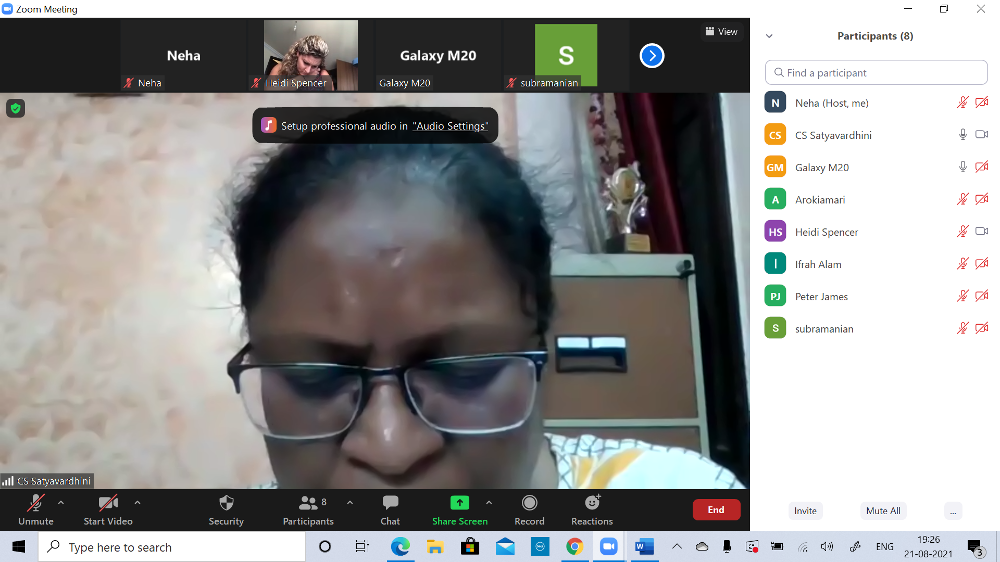 Zoom Meeting
Neha
Neha
Heidi Spencer
Galaxy M20
Galaxy M20
S
subramanian
View
Setup professional audio in "Audio Settings"
CS Satyavardhini
Participants (8)
Find a participant
N Neha (Host, me)
CS CS Satyavardhini
GM Galaxy M20
A Arokiamari
HS Heidi Spencer
I Ifrah Alam
PJ Peter James
S subramanian
Invite
Mute All
...
Unmute
Start Video
Security
Participants 8
Chat
Share Screen
Record
Reactions
End
Type here to search
DELL
W
ENG
19:26
21-08-2021
3